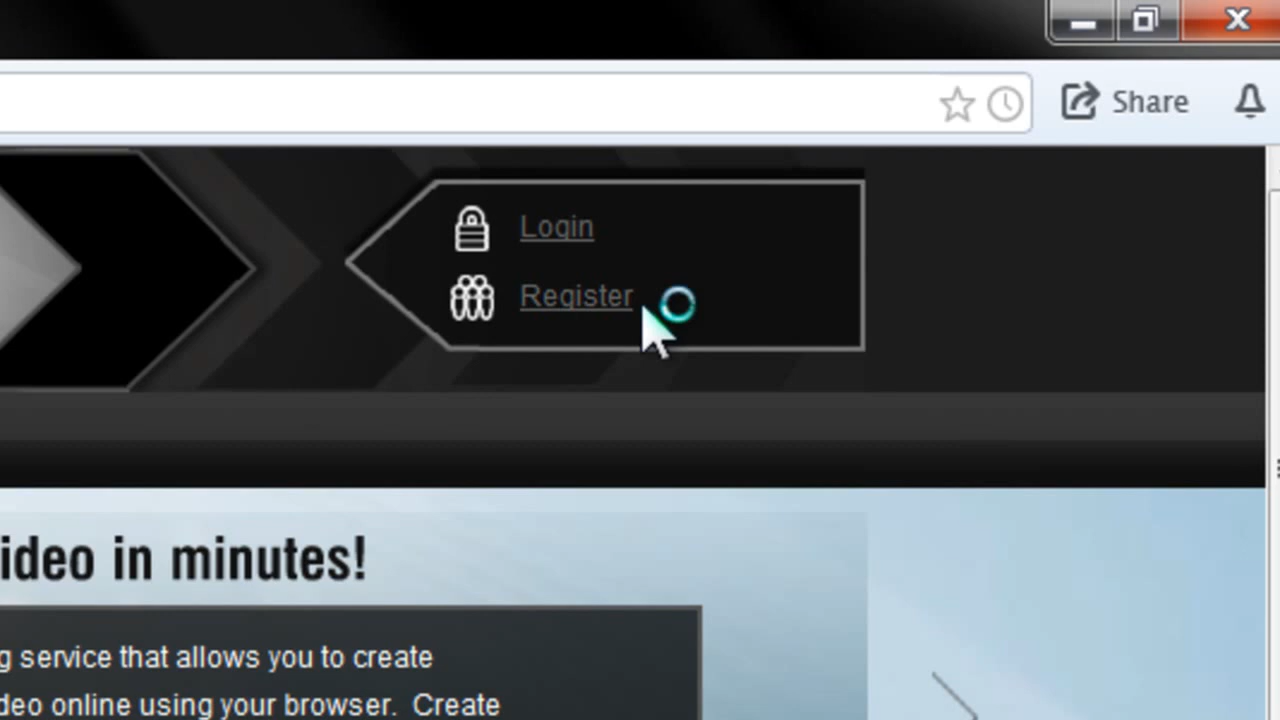 Share
Login
Register
ideo in minutes!
g service that allows you to create
deo online using your browser. Create